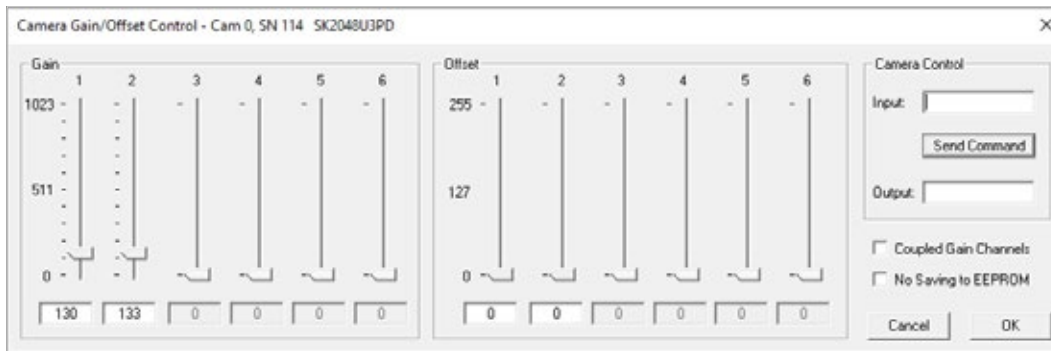 Camera Gain/Offset Control - Cam 0, SN 114 SK2048U3PD
Gain
1 2 3 4 5 6
1023
511
0
130 133 0 0 0 0
Offset
1 2 3 4 5 6
255
127
0
0 0 0 0 0 0
Camera Control
Input:
Send Command
Output:
Coupled Gain Channels
No Saving to EEPROM
Cancel OK